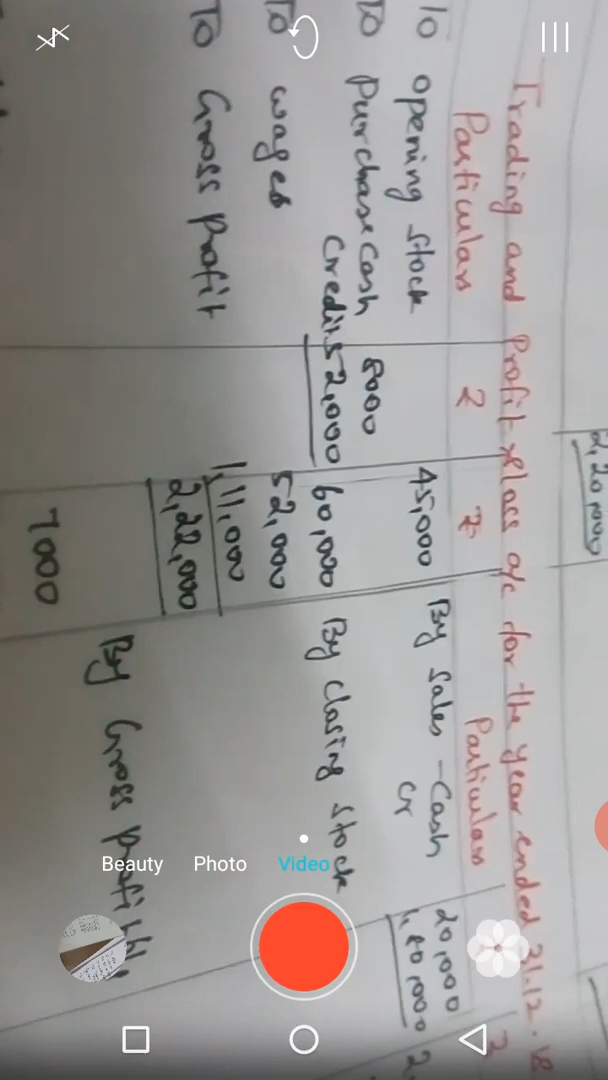 2,20,000
Trading and Profit & loss a/c for the year ended 31.12.18
Particulars ₹ ₹ Particulars
To opening stock 45,000 By Sales - Cash 20,000
Cr 1,80,000
To Purchase Cash 8000
Credit 52,000 60,000 By Closing Stock
To wages 52,000
To Gross Profit 1,11,000
2,22,000
By Gross Profit b/d
7000
Beauty Photo Video